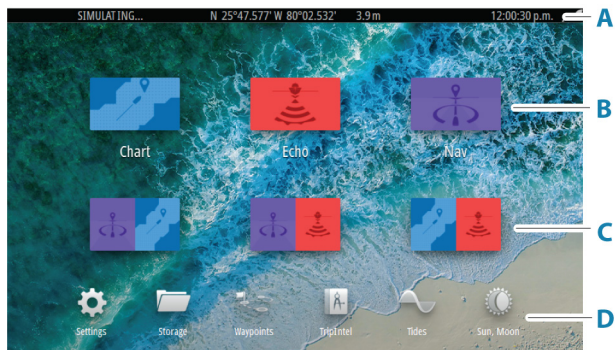 SIMULATING... N 25°47.577' W 80°02.532' 3.9 m 12:00:30 p.m. A
B
Chart Echo Nav
C
Settings Storage Waypoints TripIntel Tides Sun, Moon
D